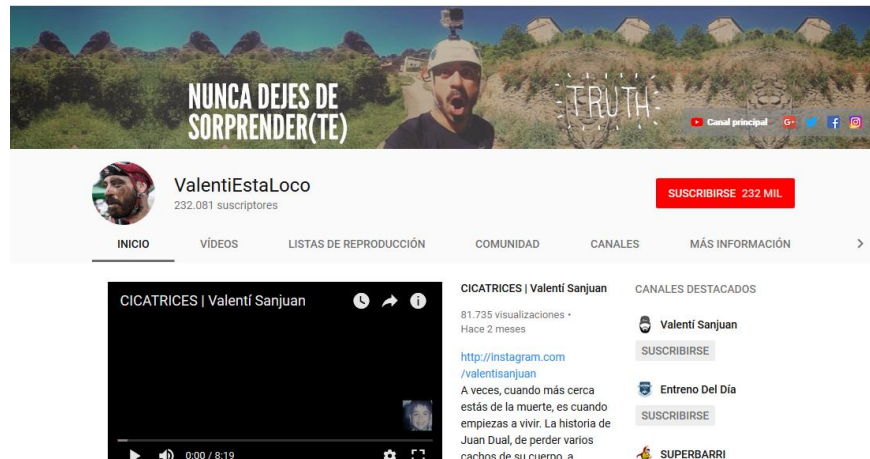 NUNCA DEJES DE
SORPRENDER(TE)
TRUTH
Canal principal
G+
ValentiEstaLoco
232.081 suscriptores
SUSCRIBIRSE 232 MIL
INICIO VÍDEOS LISTAS DE REPRODUCCIÓN COMUNIDAD CANALES MÁS INFORMACIÓN
CICATRICES | Valentí Sanjuan
0:00 / 8:19
CICATRICES | Valentí Sanjuan
81.735 visualizaciones •
Hace 2 meses
http://instagram.com
/valentisanjuan
A veces, cuando más cerca
estás de la muerte, es cuando
empiezas a vivir. La historia de
Juan Dual, de perder varios
cachos de su cuerpo, a
CANALES DESTACADOS
Valentí Sanjuan
SUSCRIBIRSE
Entreno Del Día
SUSCRIBIRSE
SUPERBARRI